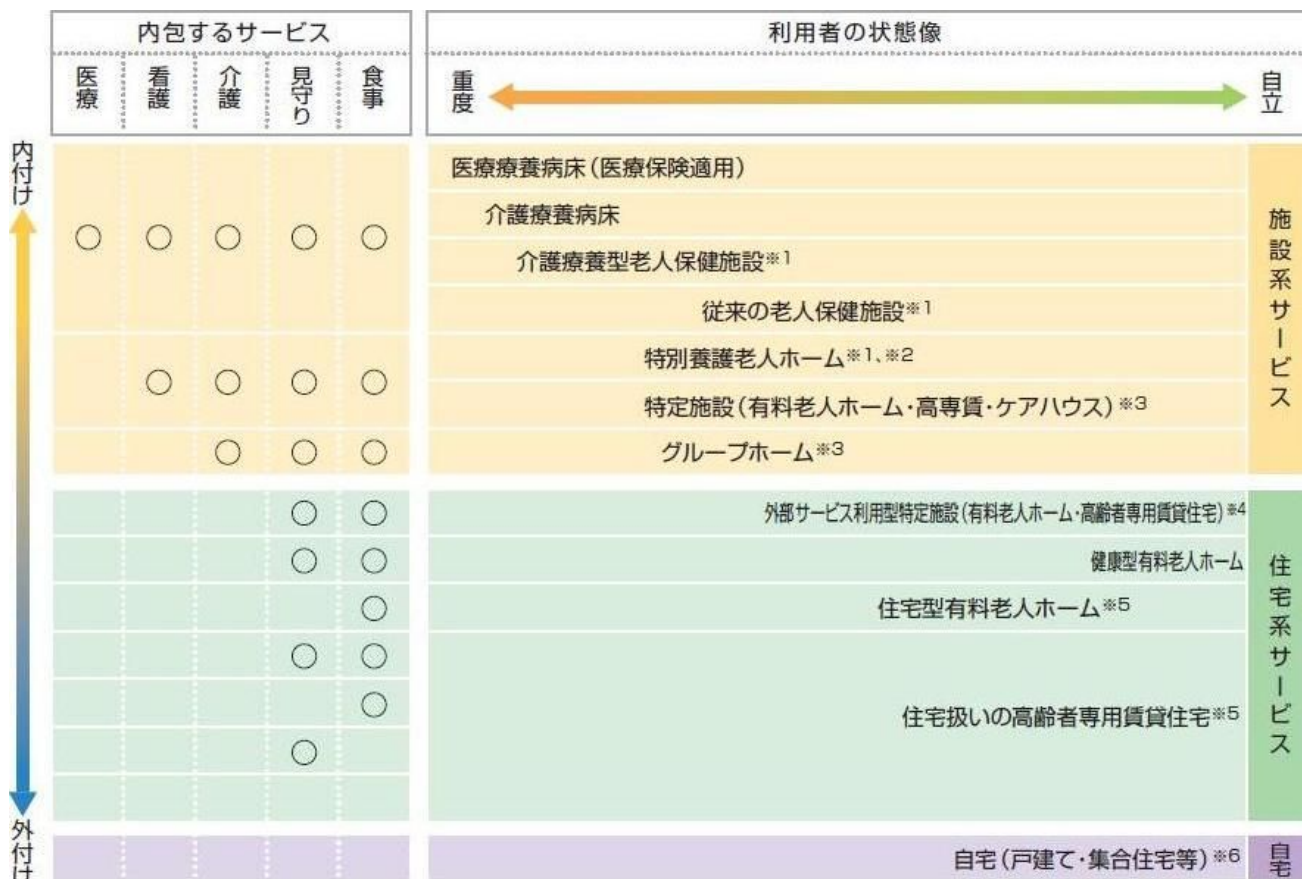 内包するサービス
利用者の状態像
医療
看護
介護
見守り
食事
重度
自立
内付け
医療療養病床（医療保険適用）
介護療養病床
○ ○ ○ ○ ○
介護療養型老人保健施設※1
従来の老人保健施設※1
施設系サービス
特別養護老人ホーム※1、※2
○ ○ ○ ○
特定施設（有料老人ホーム・高専賃・ケアハウス）※3
○ ○ ○
グループホーム※3
○ ○
外部サービス利用型特定施設（有料老人ホーム・高齢者専用賃貸住宅）※4
○ ○
健康型有料老人ホーム
○
住宅型有料老人ホーム※5
住宅系サービス
○ ○
○
住宅扱いの高齢者専用賃貸住宅※5
○
外付け
自宅（戸建て・集合住宅等）※6
自宅